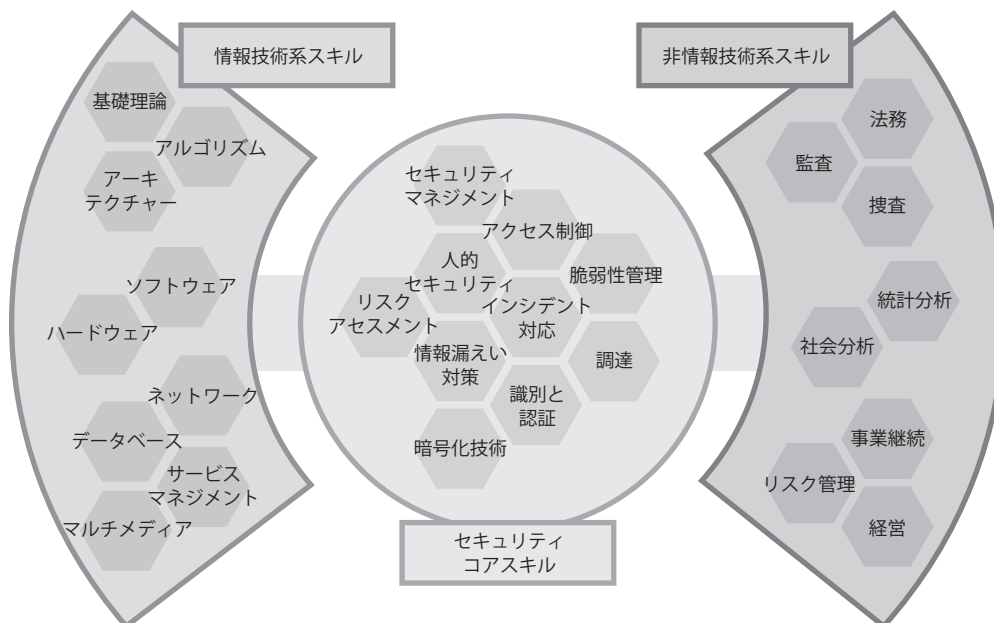 情報技術系スキル
基礎理論
アルゴリズム
アーキ
テクチャー
ソフトウェア
ハードウェア
ネットワーク
データベース
サービス
マネジメント
マルチメディア
セキュリティ
マネジメント
アクセス制御
人的
セキュリティ
脆弱性管理
リスク
アセスメント
インシデント
対応
情報漏えい
対策
調達
識別と
認証
暗号化技術
セキュリティ
コアスキル
非情報技術系スキル
法務
監査
捜査
統計分析
社会分析
事業継続
リスク管理
経営